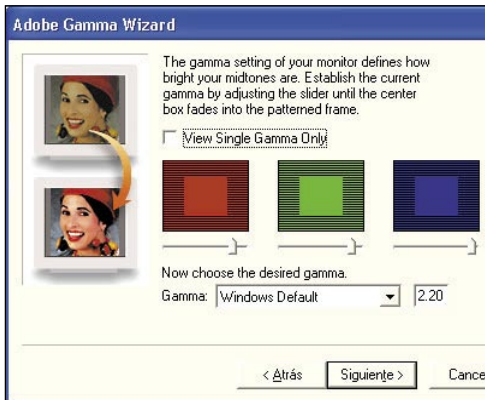 Adobe Gamma Wizard
The gamma setting of your monitor defines how
bright your midtones are. Establish the current
gamma by adjusting the slider until the center
box fades into the patterned frame.
View Single Gamma Only
Now choose the desired gamma.
Gamma: Windows Default 2.20
< Atrás Siguiente > Cance